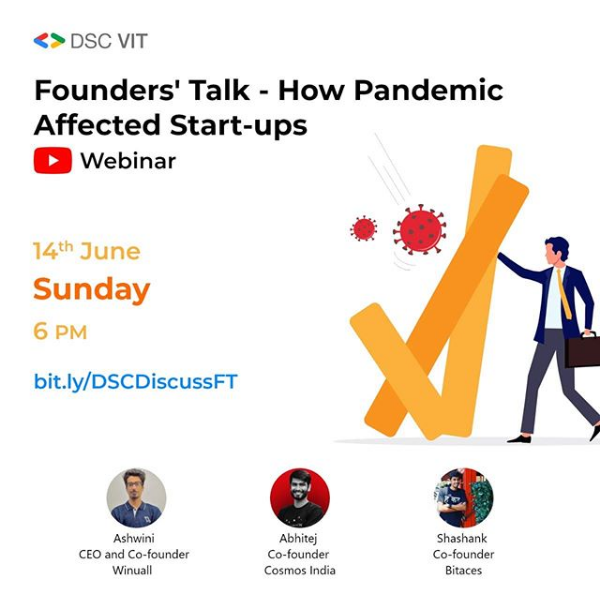 DSC VIT
Founders' Talk - How Pandemic
Affected Start-ups
Webinar
14th June
Sunday
6 PM
bit.ly/DSCDiscussFT
Ashwini
CEO and Co-founder
Winuall
Abhitej
Co-founder
Cosmos India
Shashank
Co-founder
Bitaces